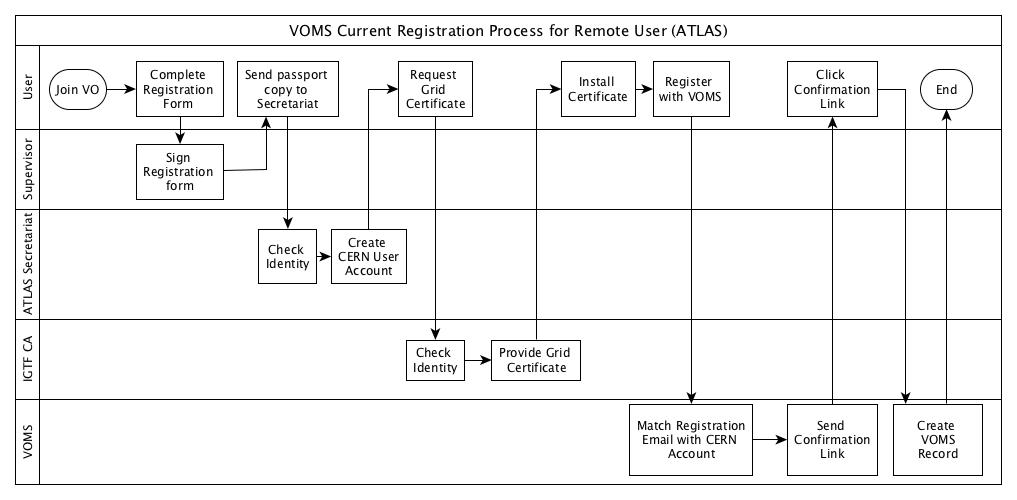 VOMS Current Registration Process for Remote User (ATLAS)
User
Join VO
Complete
Registration
Form
Send passport
copy to
Secretariat
Request
Grid
Certificate
Install
Certificate
Register
with VOMS
Click
Confirmation
Link
End
Supervisor
Sign
Registration
form
ATLAS Secretariat
Check
Identity
Create
CERN User
Account
IGTF CA
Check
Identity
Provide Grid
Certificate
VOMS
Match Registration
Email with CERN
Account
Send
Confirmation
Link
Create
VOMS
Record